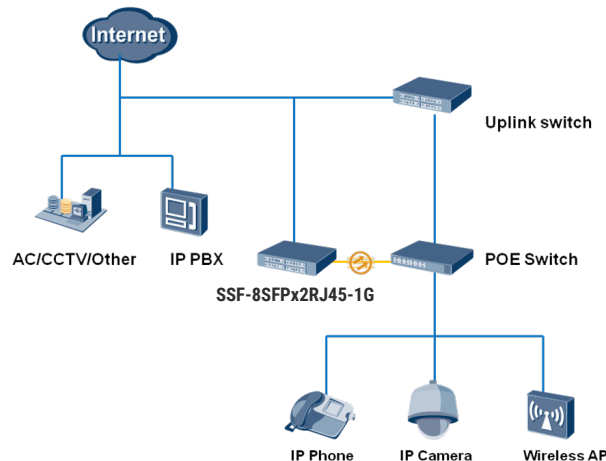 Internet
Uplink switch
AC/CCTV/Other
IP PBX
POE Switch
SSF-8SFPx2RJ45-1G
IP Phone
IP Camera
Wireless AP